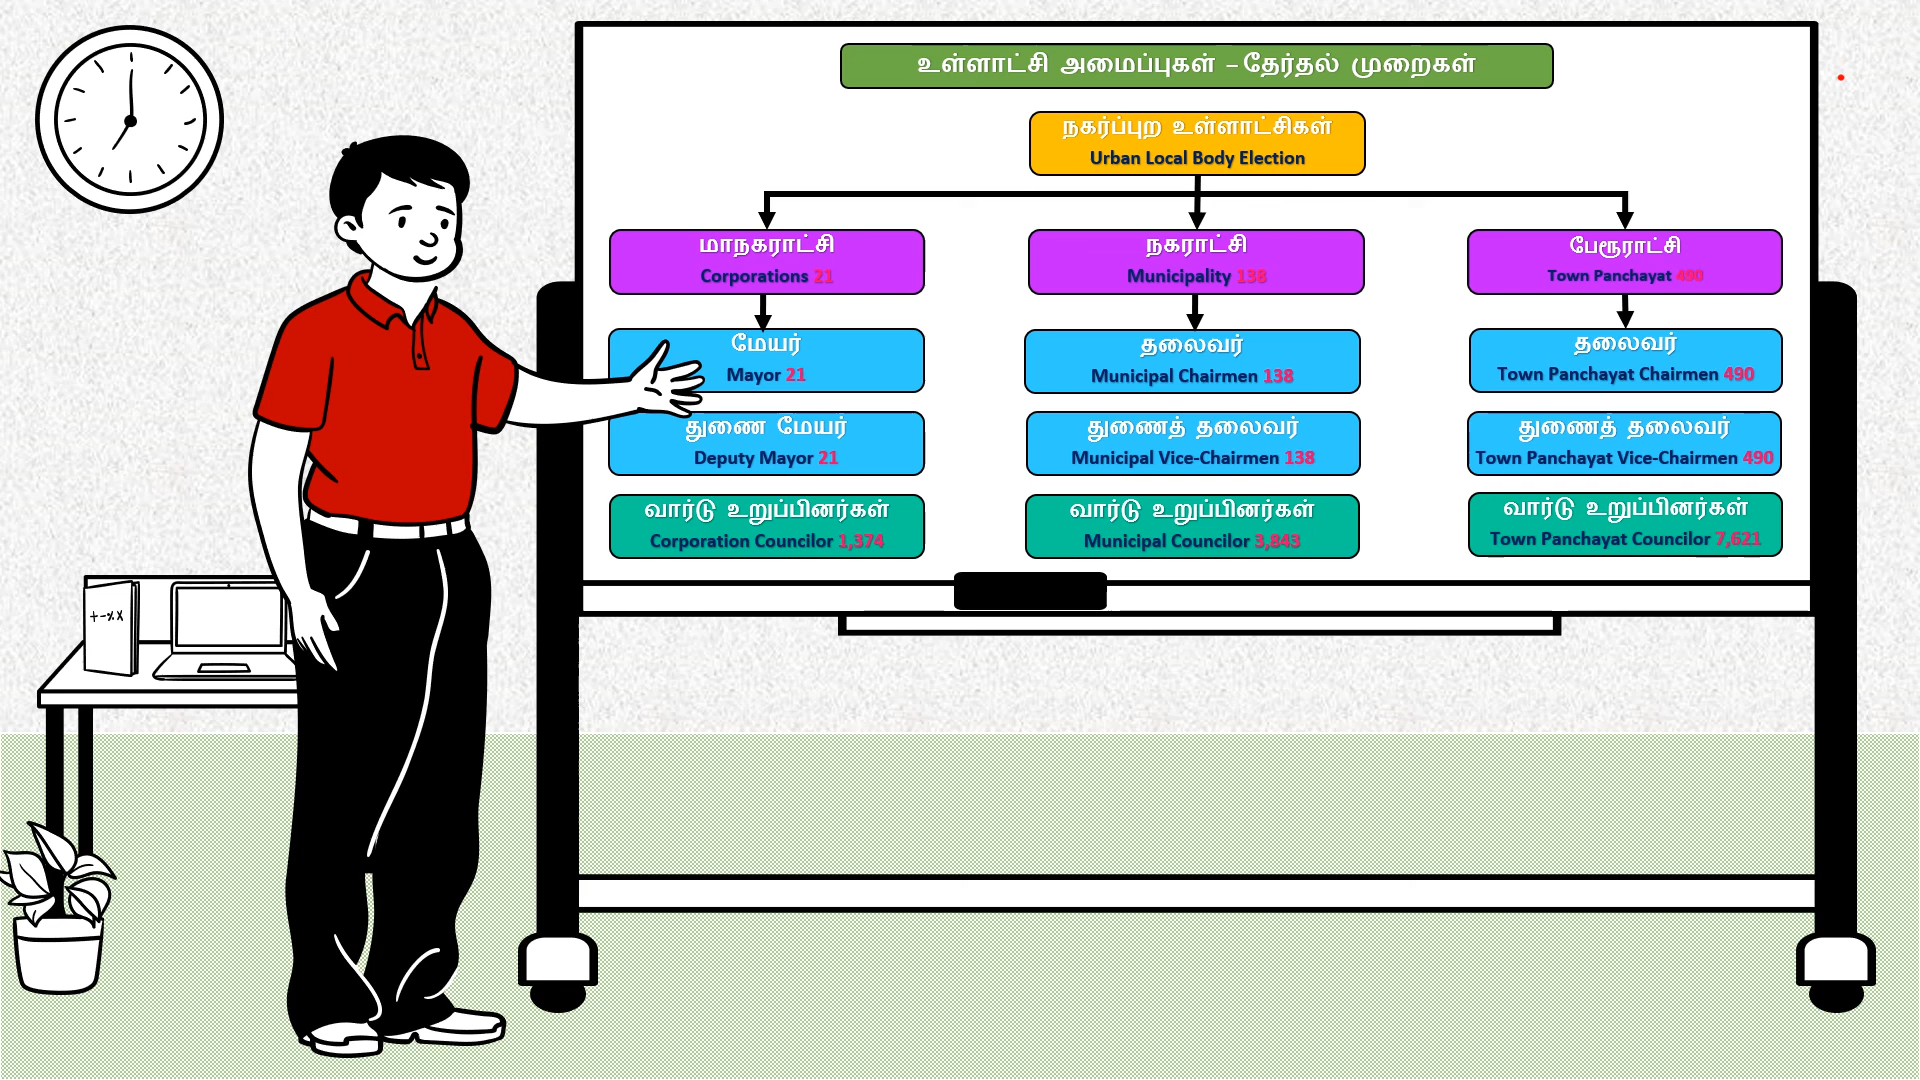 உள்ளாட்சி அமைப்புகள் – தேர்தல் முறைகள்
நகர்ப்புற உள்ளாட்சிகள்
Urban Local Body Election
மாநகராட்சி
Corporations 21
நகராட்சி
Municipality 138
பேரூராட்சி
Town Panchayat 490
மேயர்
Mayor 21
தலைவர்
Municipal Chairmen 138
தலைவர்
Town Panchayat Chairmen 490
துணை மேயர்
Deputy Mayor 21
துணைத் தலைவர்
Municipal Vice-Chairmen 138
துணைத் தலைவர்
Town Panchayat Vice-Chairmen 490
வார்டு உறுப்பினர்கள்
Corporation Councilor 1,374
வார்டு உறுப்பினர்கள்
Municipal Councilor 3,843
வார்டு உறுப்பினர்கள்
Town Panchayat Councilor 7,621
+-%X